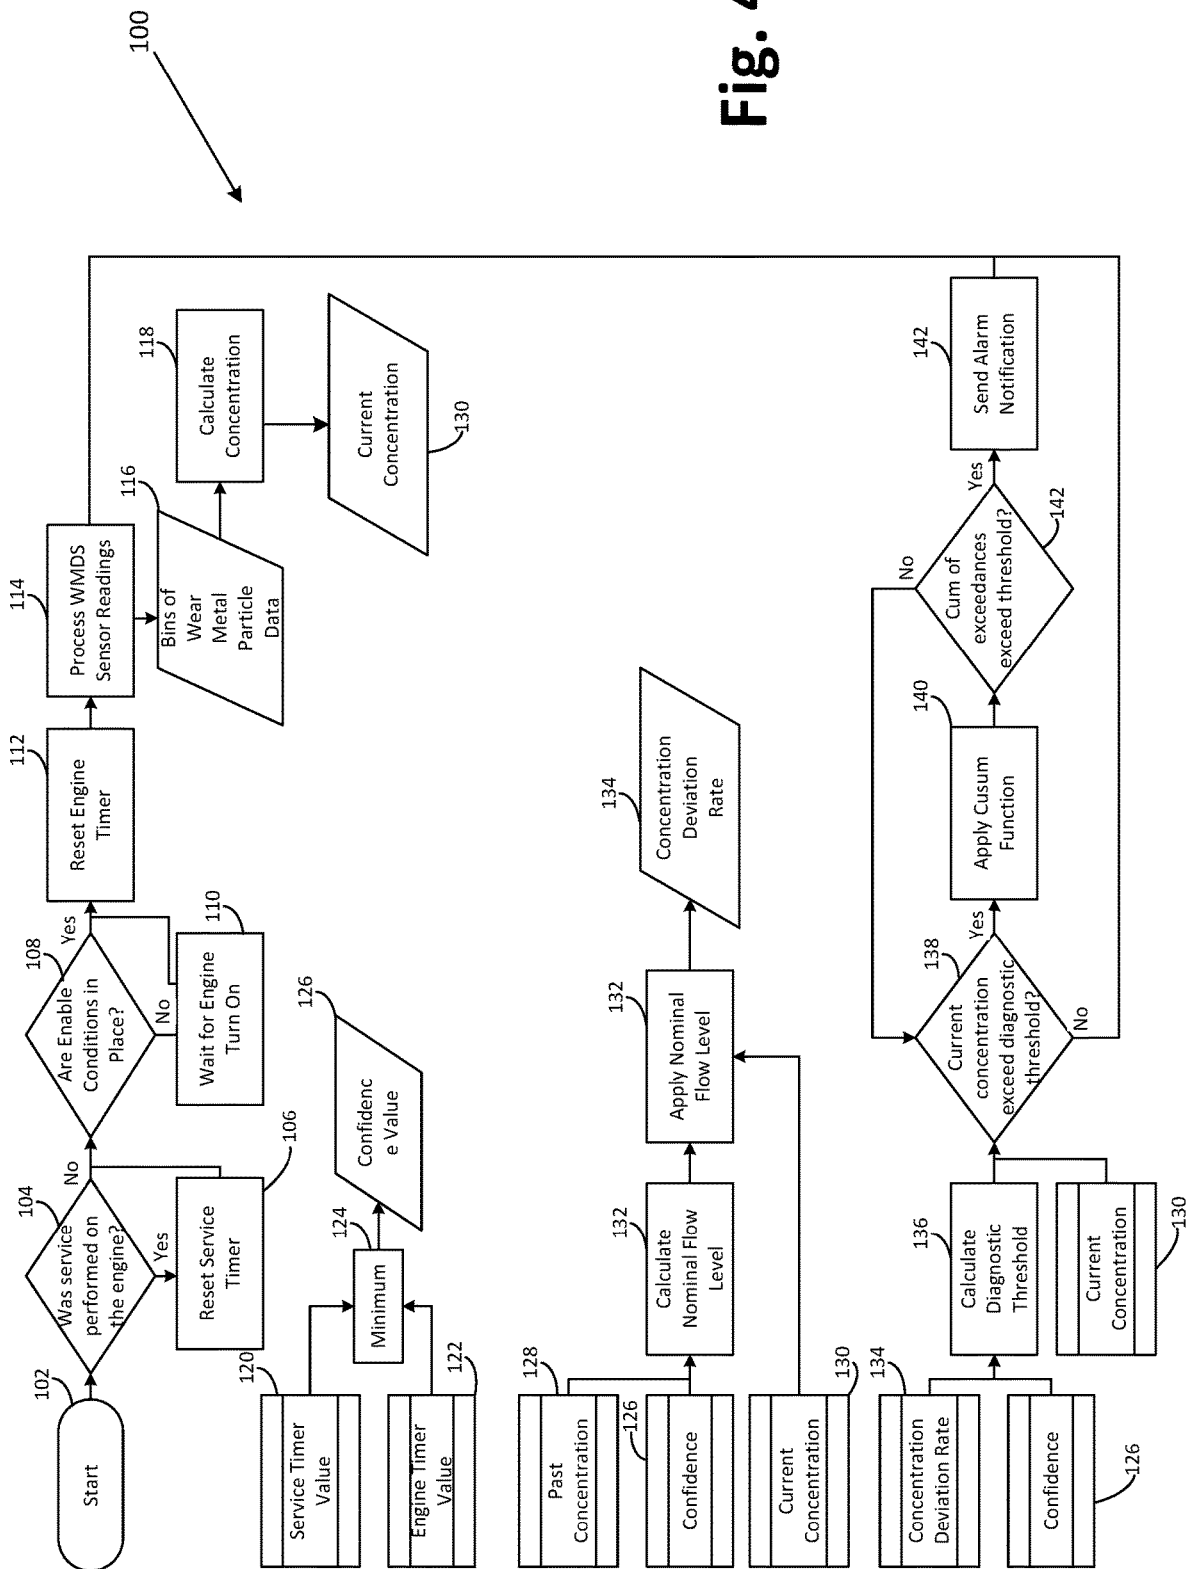 100
102
Start
104
Was service
performed on
the engine?
No
Yes
106
Reset Service
Timer
108
Are Enable
Conditions in
Place?
Yes
No
110
Wait for Engine
Turn On
112
Reset Engine
Timer
114
Process WMDS
Sensor Readings
116
Bins of
Wear
Metal
Particle
Data
118
Calculate
Concentration
Current
Concentration
130
120
Service Timer
Value
122
Engine Timer
Value
124
Minimum
126
Confidenc
e Value
128
Past
Concentration
126
Confidence
130
Current
Concentration
132
Calculate
Nominal Flow
Level
132
Apply Nominal
Flow Level
134
Concentration
Deviation
Rate
134
Concentration
Deviation Rate
Confidence
126
136
Calculate
Diagnostic
Threshold
Current
Concentration
130
138
Current
concentration
exceed diagnostic
threshold?
Yes
No
140
Apply Cusum
Function
142
Cum of
exceedances
exceed threshold?
No
Yes
142
Send Alarm
Notification
Fig. 4